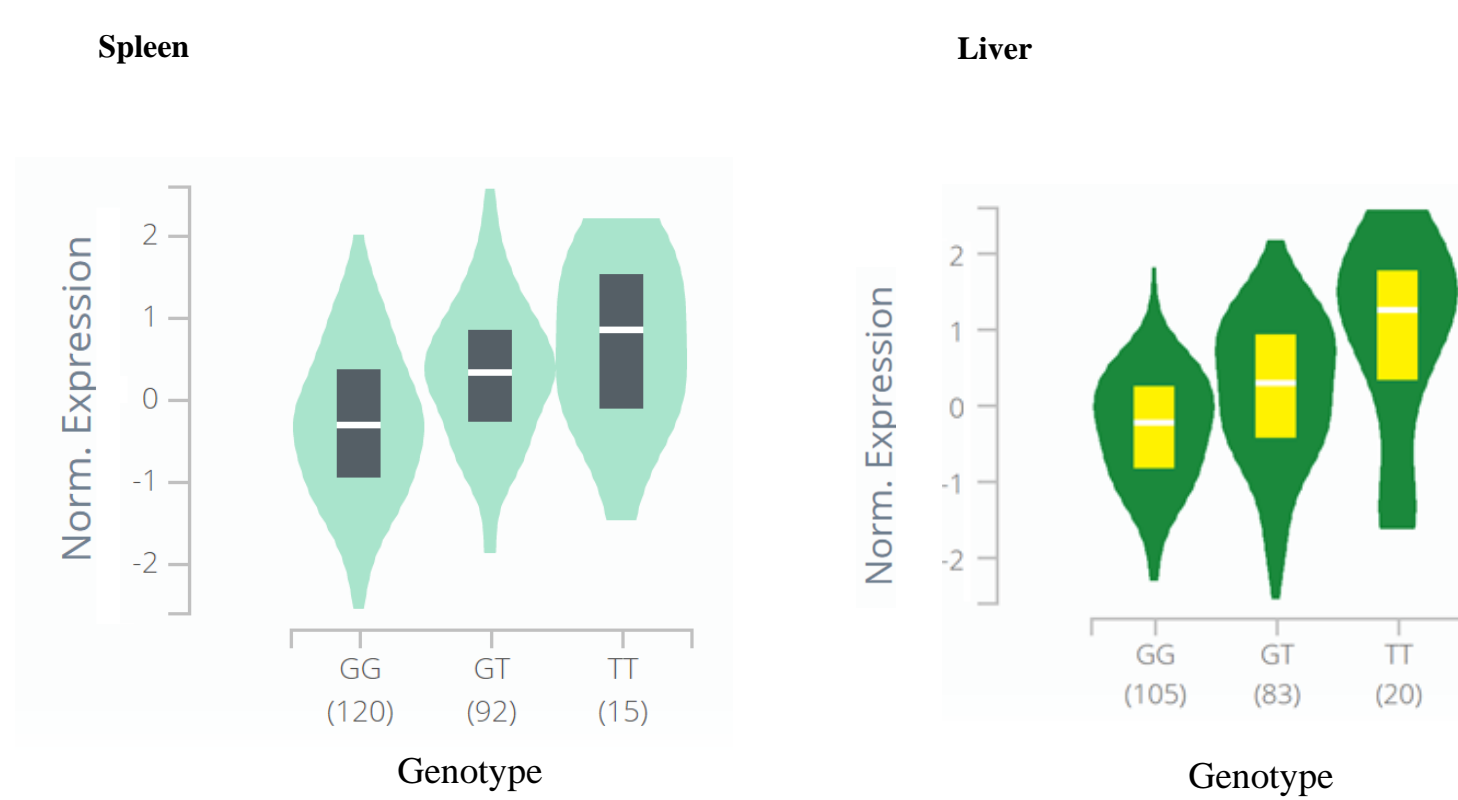 Spleen
Norm. Expression
2
1
0
-1
-2
GG GT TT
(120) (92) (15)
Genotype
Liver
Norm. Expression
2
1
0
-1
-2
GG GT TT
(105) (83) (20)
Genotype